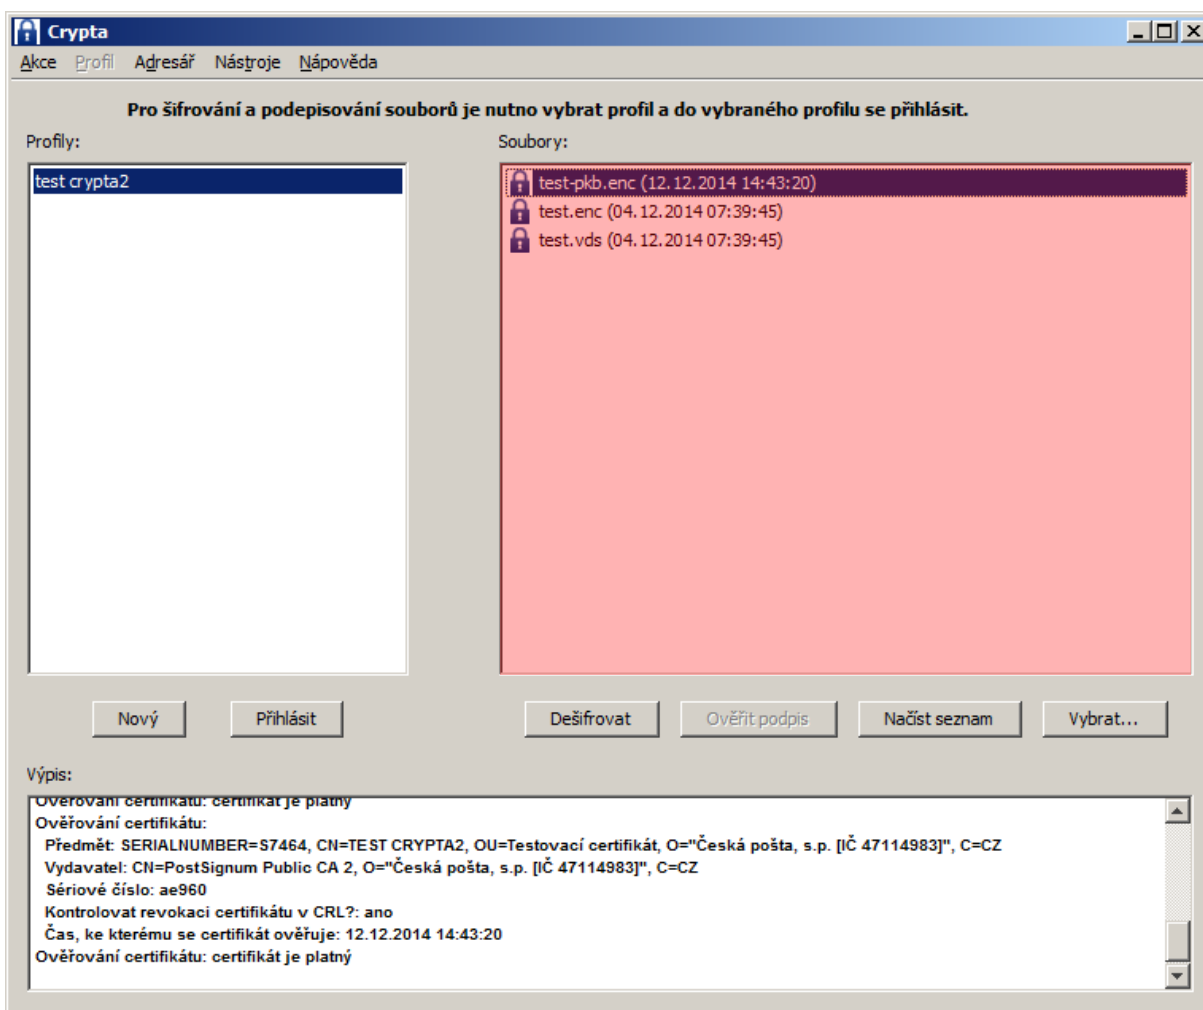 Crypta
Akce Profil Adresář Nástroje Nápověda
Pro šifrování a podepisování souborů je nutno vybrat profil a do vybraného profilu se přihlásit.
Profily:
Soubory:
test crypta2
test-pkb.enc (12.12.2014 14:43:20)
test.enc (04.12.2014 07:39:45)
test.vds (04.12.2014 07:39:45)
Nový Přihlásit Dešifrovat Ověřit podpis Načíst seznam Vybrat...
Výpis:
Ověřování certifikátu: certifikát je platný
Ověřování certifikátu:
Předmět: SERIALNUMBER=S7464, CN=TEST CRYPTA2, OU=Testovací certifikát, O="Česká pošta, s.p. [IČ 47114983]", C=CZ
Vydavatel: CN=PostSignum Public CA 2, O="Česká pošta, s.p. [IČ 47114983]", C=CZ
Sériové číslo: ae960
Kontrolovat revokaci certifikátu v CRL?: ano
Čas, ke kterému se certifikát ověřuje: 12.12.2014 14:43:20
Ověřování certifikátu: certifikát je platný